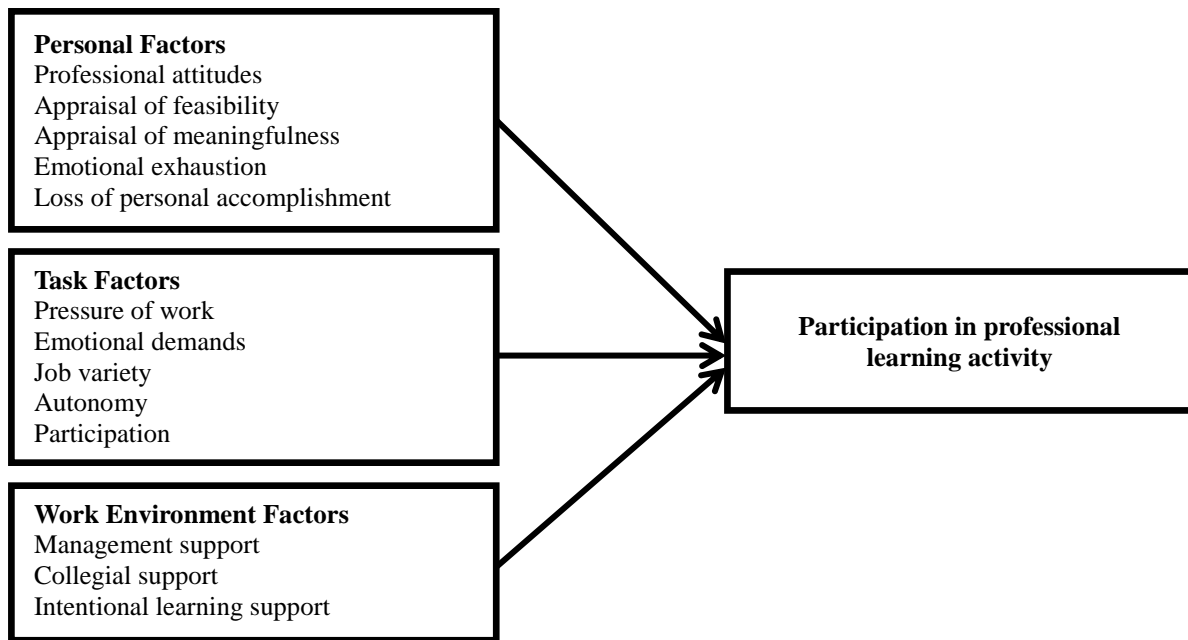 Personal Factors
Professional attitudes
Appraisal of feasibility
Appraisal of meaningfulness
Emotional exhaustion
Loss of personal accomplishment
Task Factors
Pressure of work
Emotional demands
Job variety
Autonomy
Participation
Work Environment Factors
Management support
Collegial support
Intentional learning support
Participation in professional
learning activity